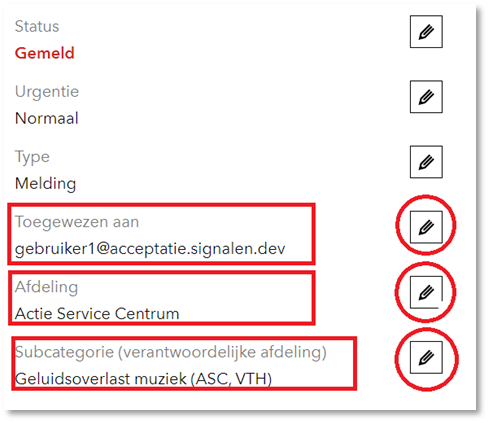 Status
Gemeld
Urgentie
Normaal
Type
Melding
Toegewezen aan
gebruiker1@acceptatie.signalen.dev
Afdeling
Actie Service Centrum
Subcategorie (verantwoordelijke afdeling)
Geluidsoverlast muziek (ASC, VTH)